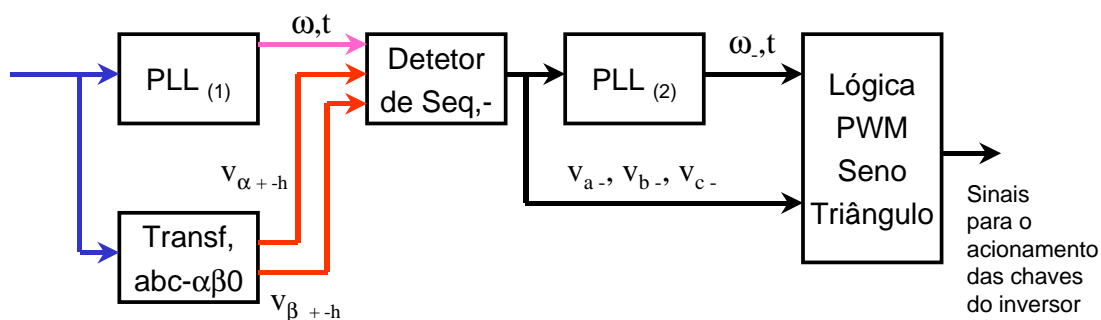 ω,t
PLL (1)
Detetor
de Seq,-
PLL (2)
ω-,t
Lógica
PWM
Seno
Triângulo
vα + -h
va -, vb -, vc -
Transf,
abc-αβ0
vβ + -h
Sinais
para o
acionamento
das chaves
do inversor